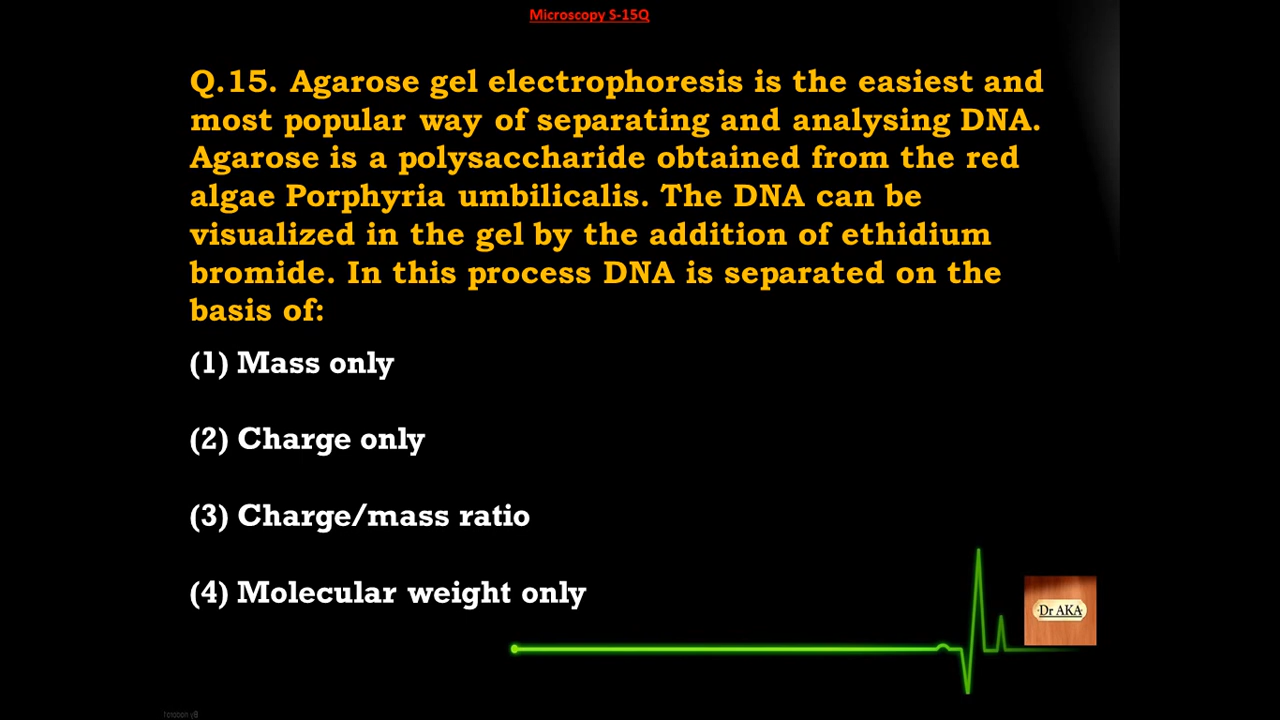 Microscopy S-15Q
Q.15. Agarose gel electrophoresis is the easiest and
most popular way of separating and analysing DNA.
Agarose is a polysaccharide obtained from the red
algae Porphyria umbilicalis. The DNA can be
visualized in the gel by the addition of ethidium
bromide. In this process DNA is separated on the
basis of:
(1) Mass only
(2) Charge only
(3) Charge/mass ratio
(4) Molecular weight only
Dr AKA